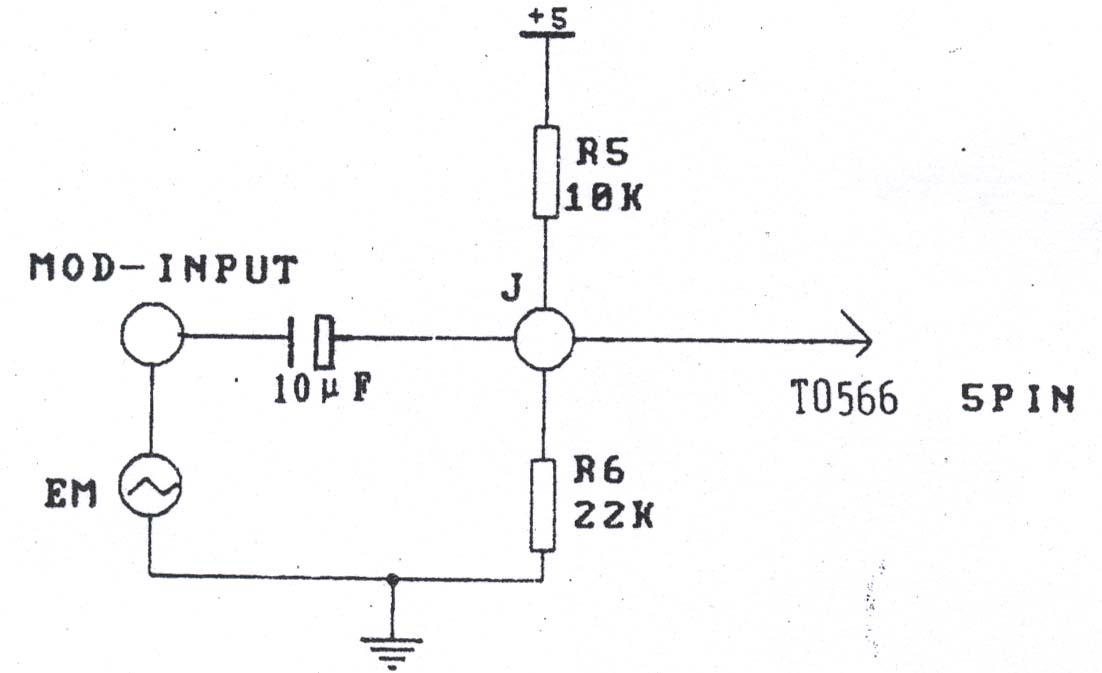 +5
R5
10K
MOD-INPUT
J
10µF
TO566 5PIN
EM
R6
22K